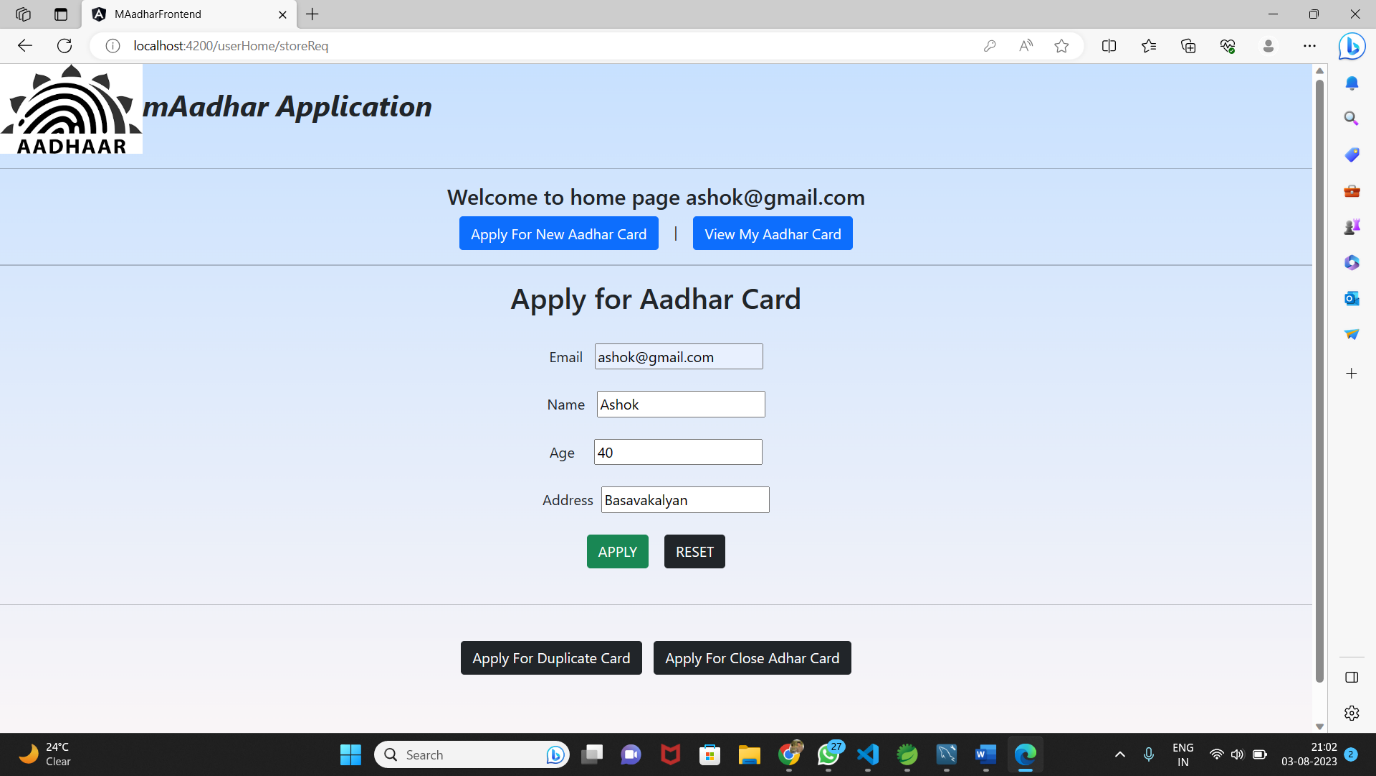 MAadharFrontend
localhost:4200/userHome/storeReq
AADHAAR
mAadhar Application
Welcome to home page ashok@gmail.com
Apply For New Aadhar Card | View My Aadhar Card
Apply for Aadhar Card
Email ashok@gmail.com
Name Ashok
Age 40
Address Basavakalyan
APPLY RESET
Apply For Duplicate Card Apply For Close Adhar Card
24°C
Clear
Search
27
ENG
IN
21:02
03-08-2023
2